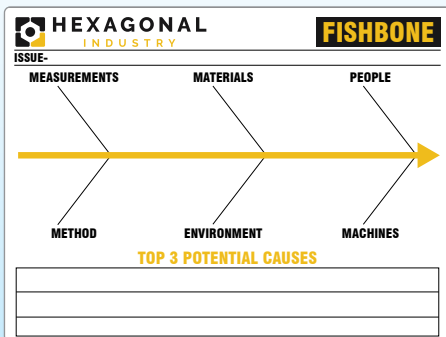 HEXAGONAL
INDUSTRY
FISHBONE
ISSUE-
MEASUREMENTS MATERIALS PEOPLE
METHOD ENVIRONMENT MACHINES
TOP 3 POTENTIAL CAUSES